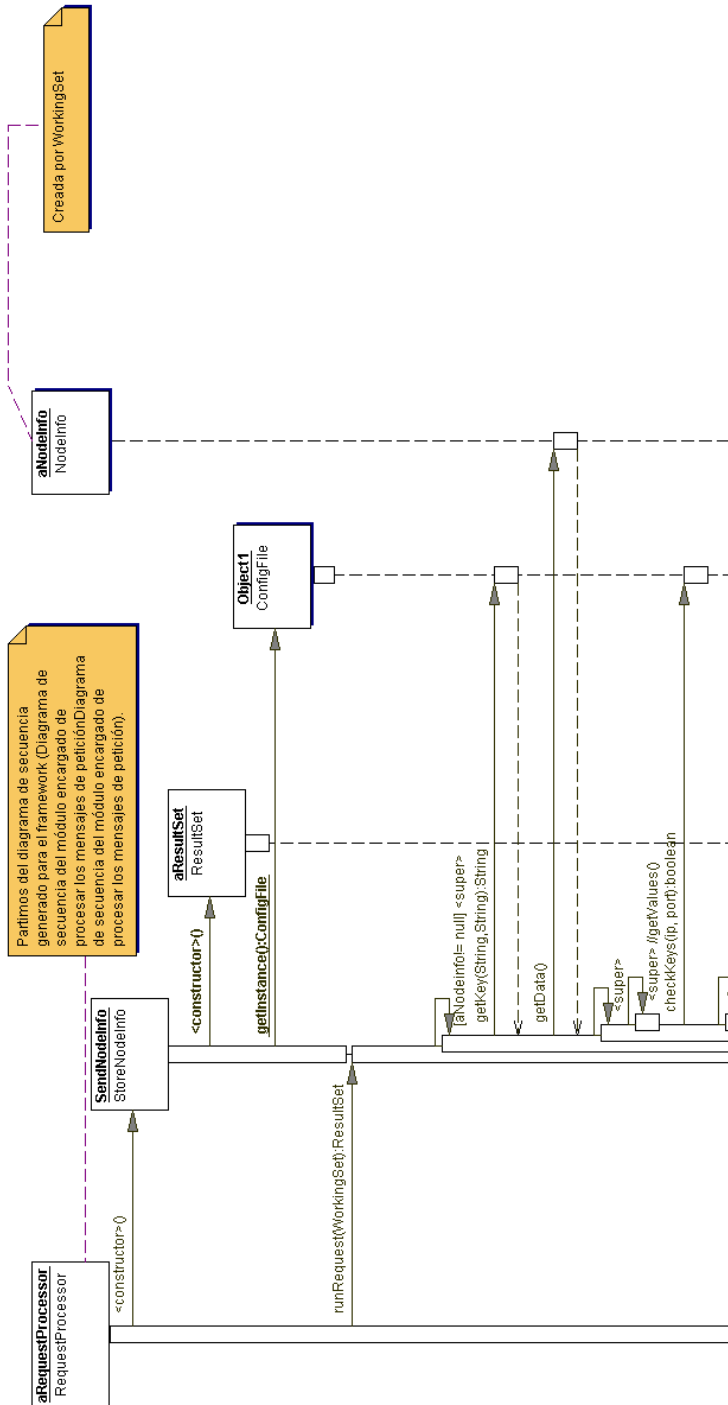 aRequestProcessor
RequestProcessor
Partimos del diagrama de secuencia
generado para el framework (Diagrama de
secuencia del módulo encargado de
procesar los mensajes de peticiónDiagrama
de secuencia del módulo encargado de
procesar los mensajes de petición).
aNodeInfo
NodeInfo
Creada por WorkingSet
<constructor>()
SendNodeInfo
StoreNodeInfo
<constructor>()
aResultSet
ResultSet
getInstance():ConfigFile
Object1
ConfigFile
runRequest(WorkingSet):ResultSet
[aNodeinfo!= null] <super>
getKey(String,String):String
getData()
<super>
<super> //getValues()
checkKeys(ip, port):boolean